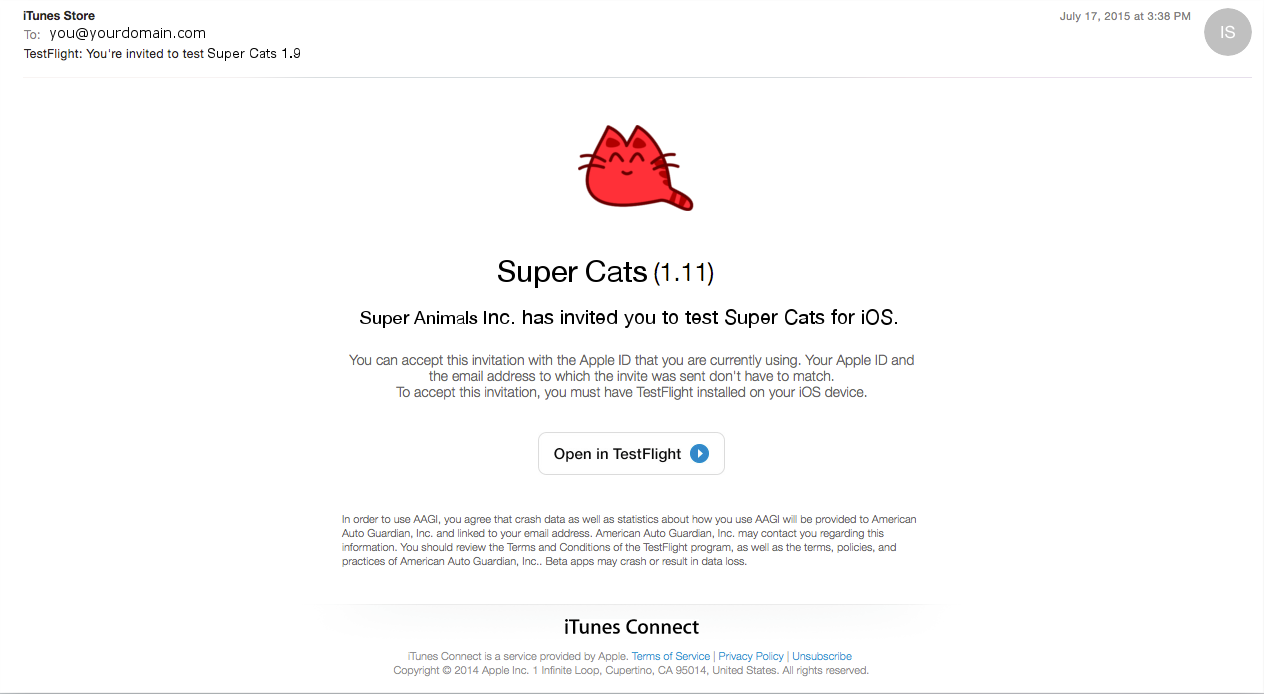 iTunes Store
July 17, 2015 at 3:38 PM
IS
To: you@yourdomain.com
TestFlight: You're invited to test Super Cats 1.9
Super Cats (1.11)
Super Animals Inc. has invited you to test Super Cats for iOS.
You can accept this invitation with the Apple ID that you are currently using. Your Apple ID and
the email address to which the invite was sent don't have to match.
To accept this invitation, you must have TestFlight installed on your iOS device.
Open in TestFlight
In order to use AAGI, you agree that crash data as well as statistics about how you use AAGI will be provided to American
Auto Guardian, Inc. and linked to your email address. American Auto Guardian, Inc. may contact you regarding this
information. You should review the Terms and Conditions of the TestFlight program, as well as the terms, policies, and
practices of American Auto Guardian, Inc.. Beta apps may crash or result in data loss.
iTunes Connect
iTunes Connect is a service provided by Apple. Terms of Service | Privacy Policy | Unsubscribe
Copyright © 2014 Apple Inc. 1 Infinite Loop, Cupertino, CA 95014, United States. All rights reserved.